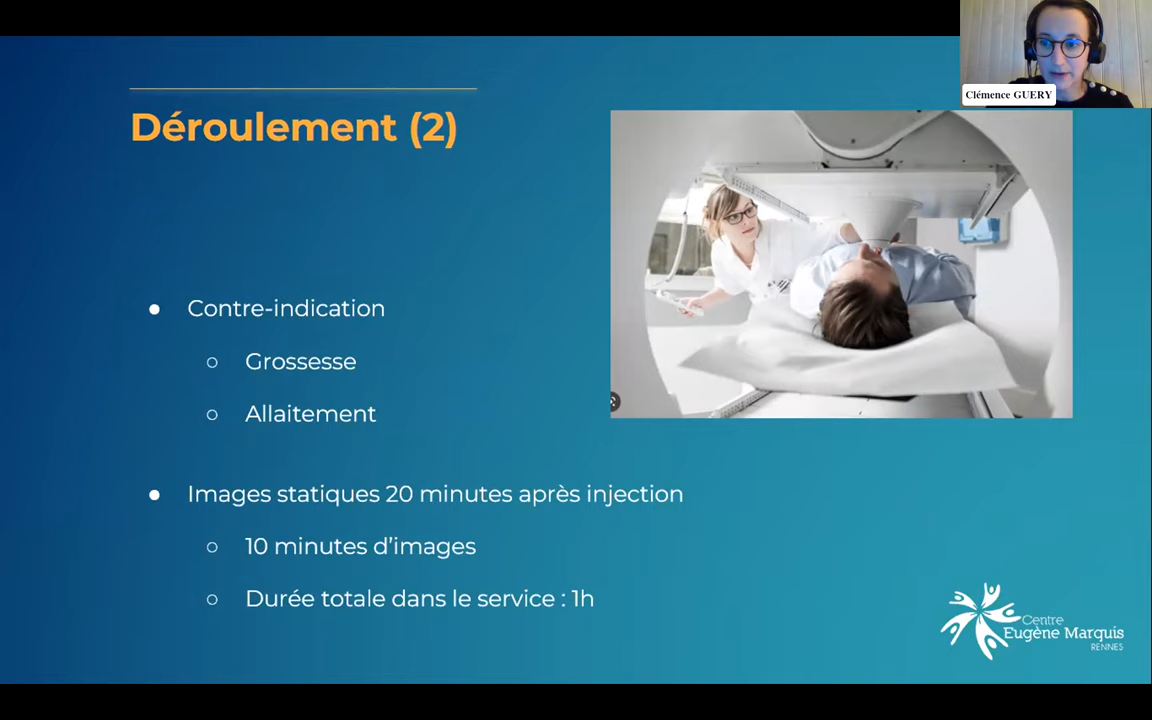 Clémence GUERY
Déroulement (2)
● Contre-indication
○ Grossesse
○ Allaitement
● Images statiques 20 minutes après injection
○ 10 minutes d’images
○ Durée totale dans le service : 1h
Centre
Eugène Marquis
RENNES